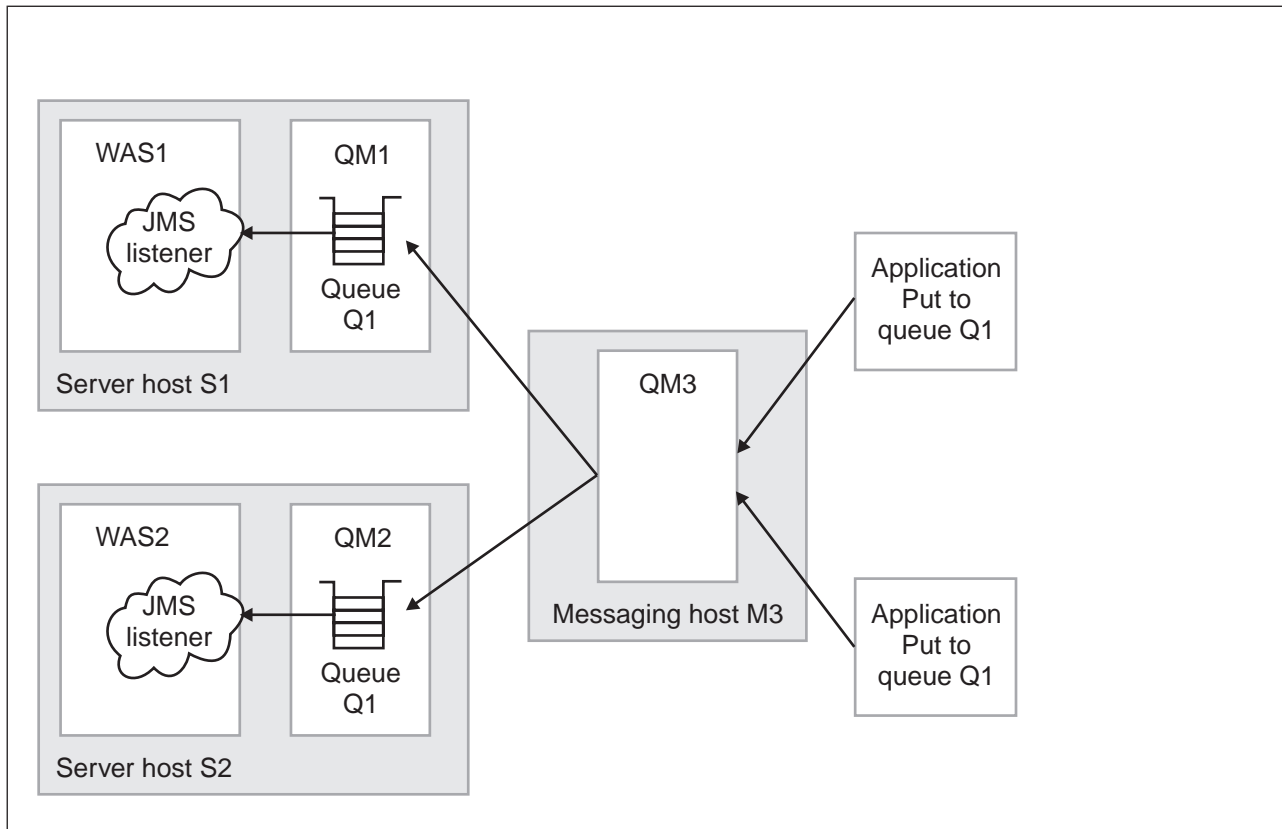 WAS1
JMS
listener
QM1
Queue
Q1
Server host S1
WAS2
JMS
listener
QM2
Queue
Q1
Server host S2
QM3
Messaging host M3
Application
Put to
queue Q1
Application
Put to
queue Q1